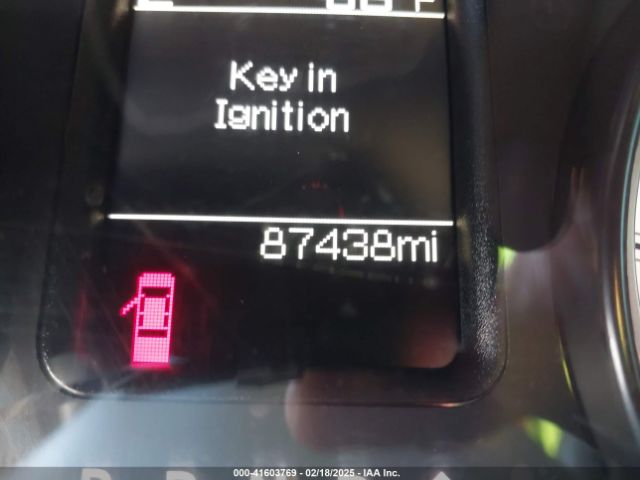 Key in
Ignition
87438mi
000-41603769 - 02/18/2025 - IAA Inc.